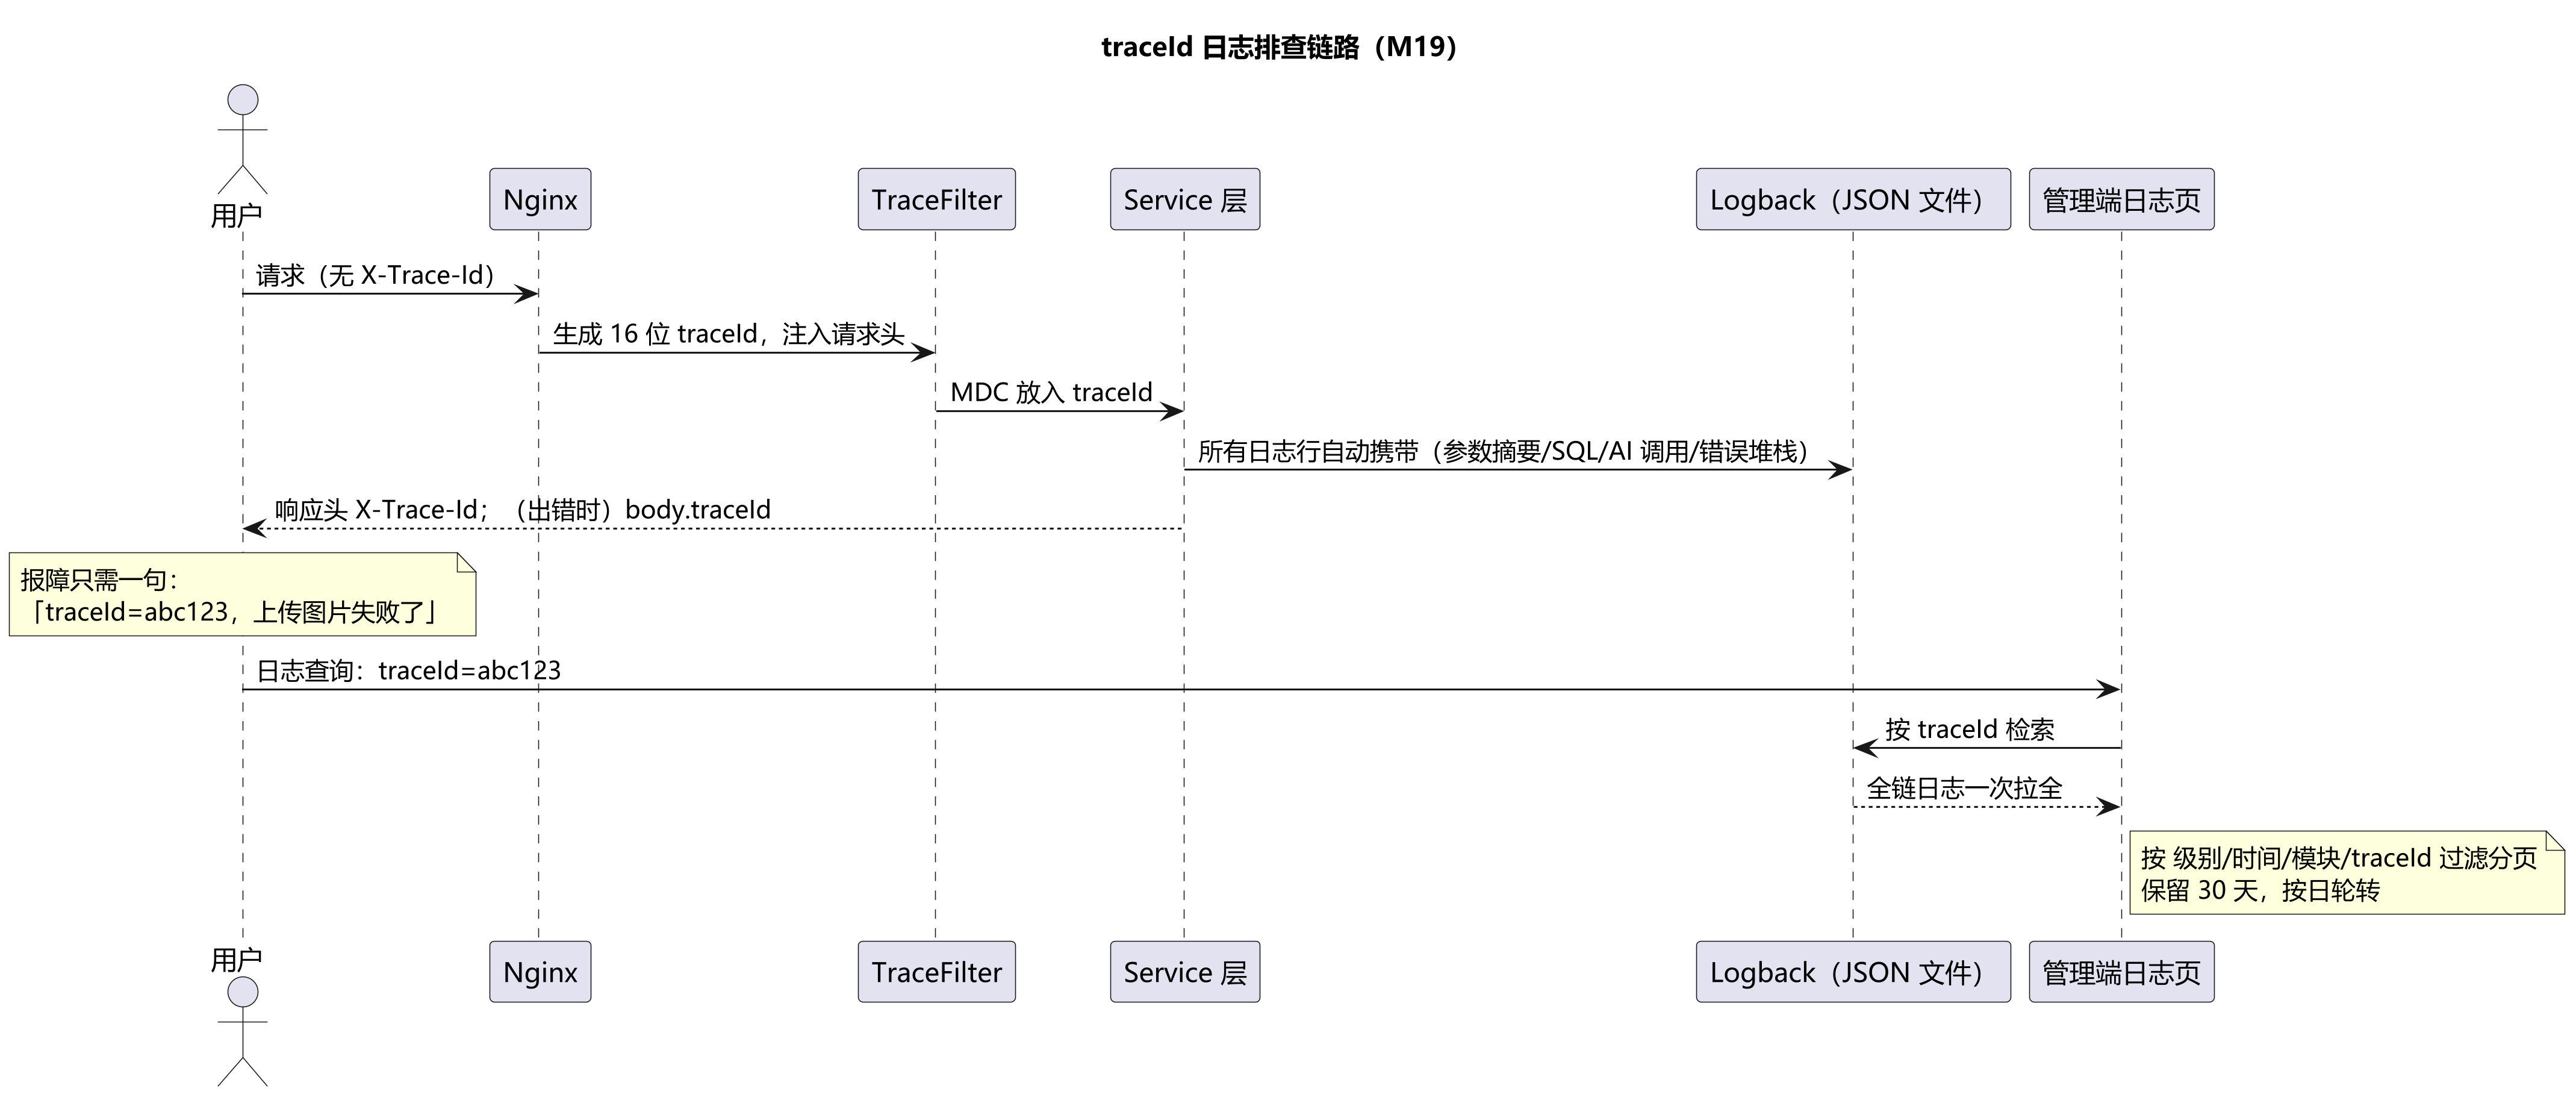 traceId 日志排查链路（M19）
用户
Nginx
TraceFilter
Service 层
Logback（JSON 文件）
管理端日志页
请求（无 X-Trace-Id）
生成 16 位 traceId，注入请求头
MDC 放入 traceId
所有日志行自动携带（参数摘要/SQL/AI 调用/错误堆栈）
响应头 X-Trace-Id；（出错时）body.traceId
报障只需一句：
「traceId=abc123，上传图片失败了」
日志查询：traceId=abc123
按 traceId 检索
全链日志一次拉全
按 级别/时间/模块/traceId 过滤分页
保留 30 天，按日轮转
用户
Nginx
TraceFilter
Service 层
Logback（JSON 文件）
管理端日志页